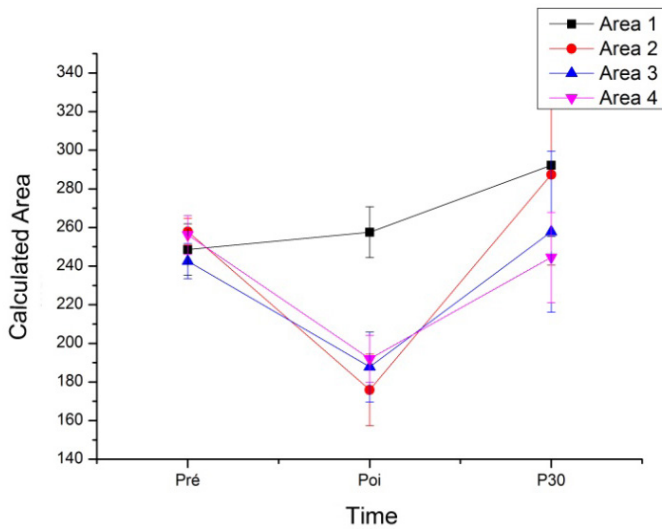 Area 1
Area 2
Area 3
Area 4
340
320
300
280
260
240
220
200
180
160
140
Calculated Area
Pré Poi P30
Time